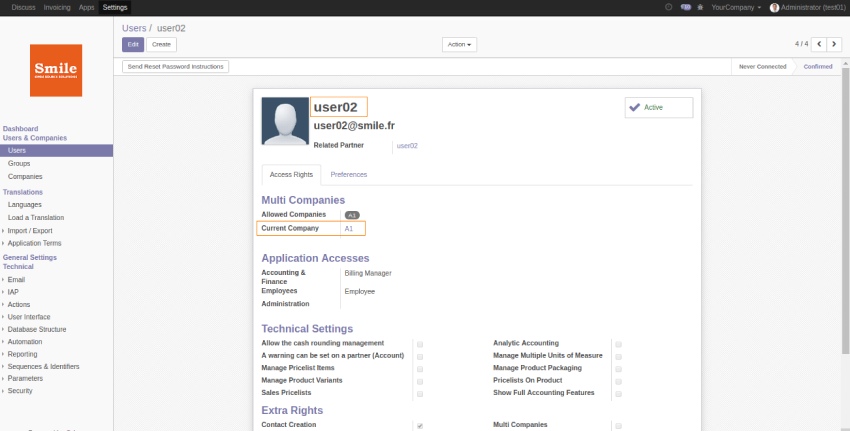 Discuss Invoicing Apps Settings
YourCompany Administrator (test01)
Users / user02
Edit Create
Action
4 / 4
Send Reset Password Instructions
Never Connected Confirmed
Smile
Dashboard
Users & Companies
Users
Groups
Companies
Translations
Languages
Load a Translation
Import / Export
Application Terms
General Settings
Technical
Email
IAP
Actions
User Interface
Database Structure
Automation
Reporting
Sequences & Identifiers
Parameters
Security
user02
Active
user02@smile.fr
Related Partner user02
Access Rights Preferences
Multi Companies
Allowed Companies A1
Current Company A1
Application Accesses
Accounting & Finance Billing Manager
Employees Employee
Administration
Technical Settings
Allow the cash rounding management Analytic Accounting
A warning can be set on a partner (Account) Manage Multiple Units of Measure
Manage Pricelist Items Manage Product Packaging
Manage Product Variants Pricelists On Product
Sales Pricelists Show Full Accounting Features
Extra Rights
Contact Creation Multi Companies